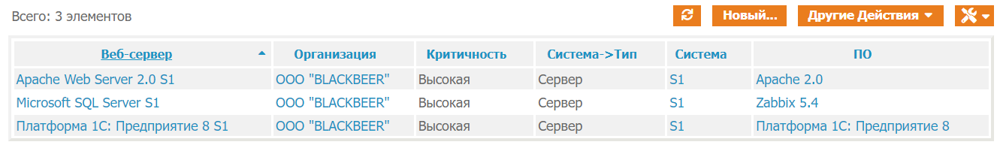 Всего: 3 элементов Новый... Другие Действия
Веб-сервер Организация Критичность Система->Тип Система ПО
Apache Web Server 2.0 S1 ООО "BLACKBEER" Высокая Сервер S1 Apache 2.0
Microsoft SQL Server S1 ООО "BLACKBEER" Высокая Сервер S1 Zabbix 5.4
Платформа 1С: Предприятие 8 S1 ООО "BLACKBEER" Высокая Сервер S1 Платформа 1С: Предприятие 8